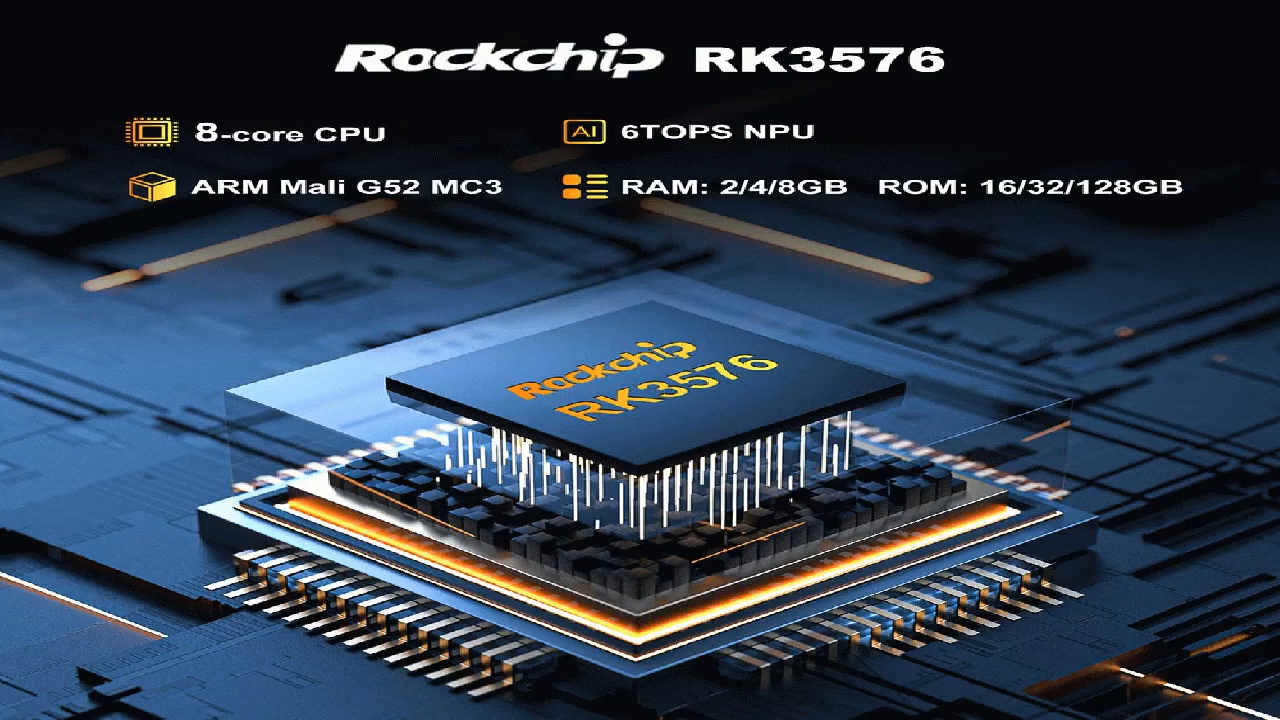 Rockchip RK3576
8-core CPU
AI 6TOPS NPU
ARM Mali G52 MC3
RAM: 2/4/8GB ROM: 16/32/128GB
Rockchip
RK3576